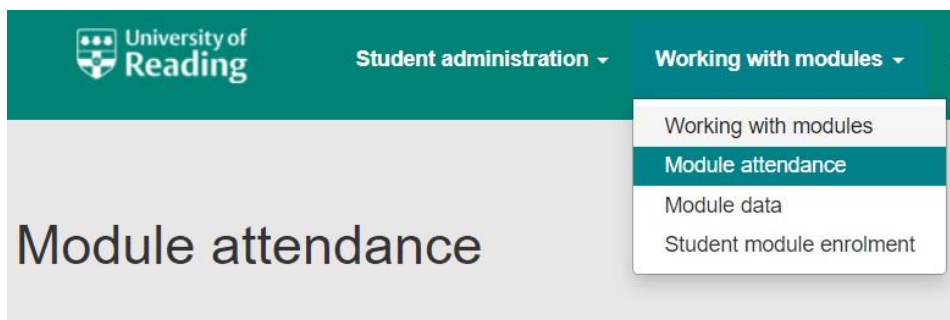 University of
Reading
Student administration
Working with modules
Working with modules
Module attendance
Module data
Student module enrolment
Module attendance